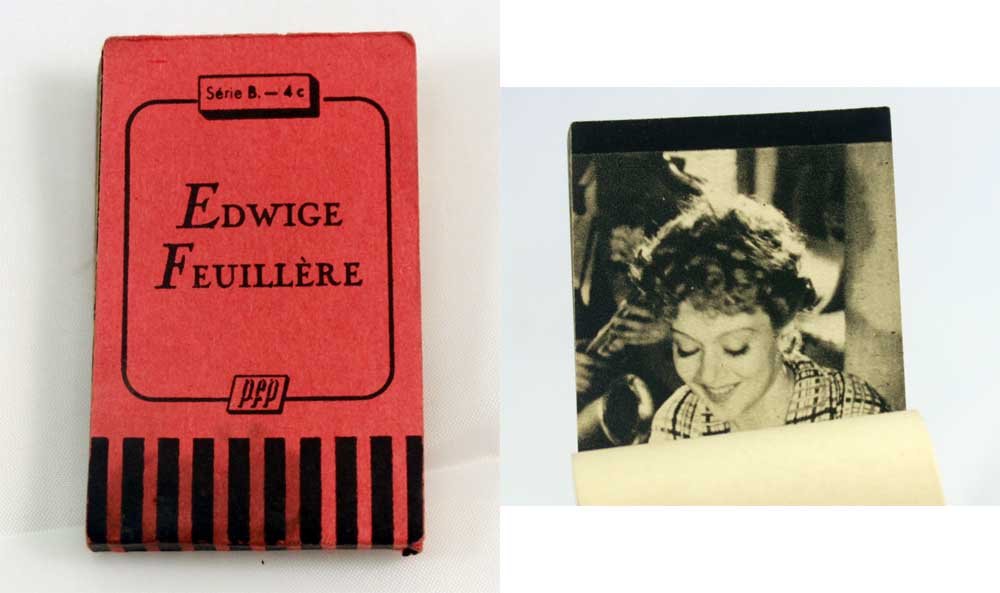 Série B. — 4 c
EDWIGE
FEUILLÈRE
pfp